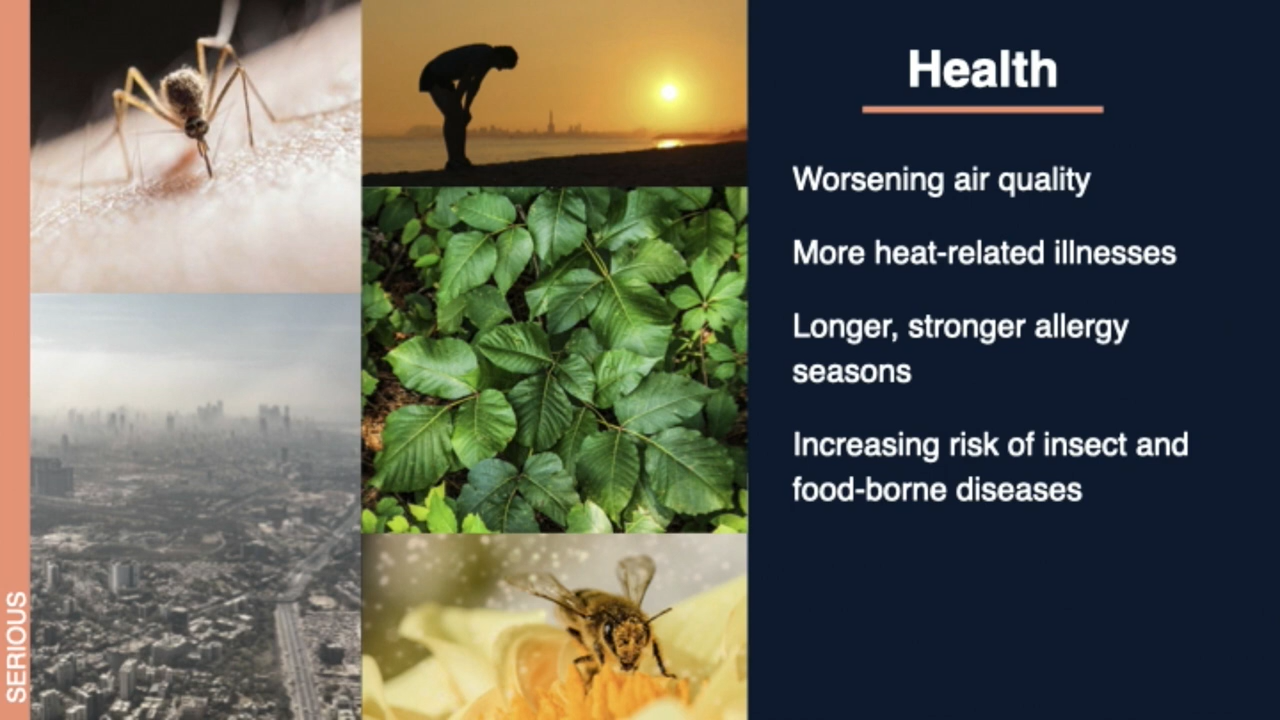 Health
Worsening air quality
More heat-related illnesses
Longer, stronger allergy
seasons
Increasing risk of insect and
food-borne diseases
SERIOUS